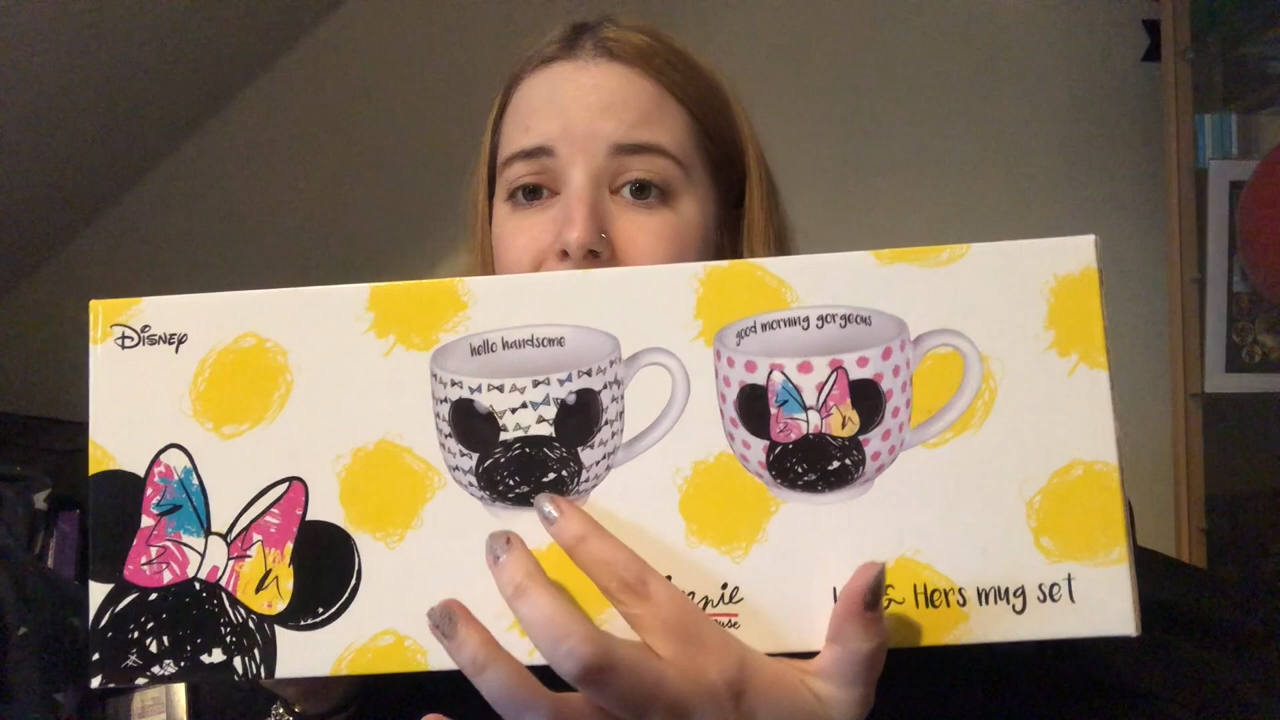 Disney
hello handsome
good morning gorgeous
& Hers mug set